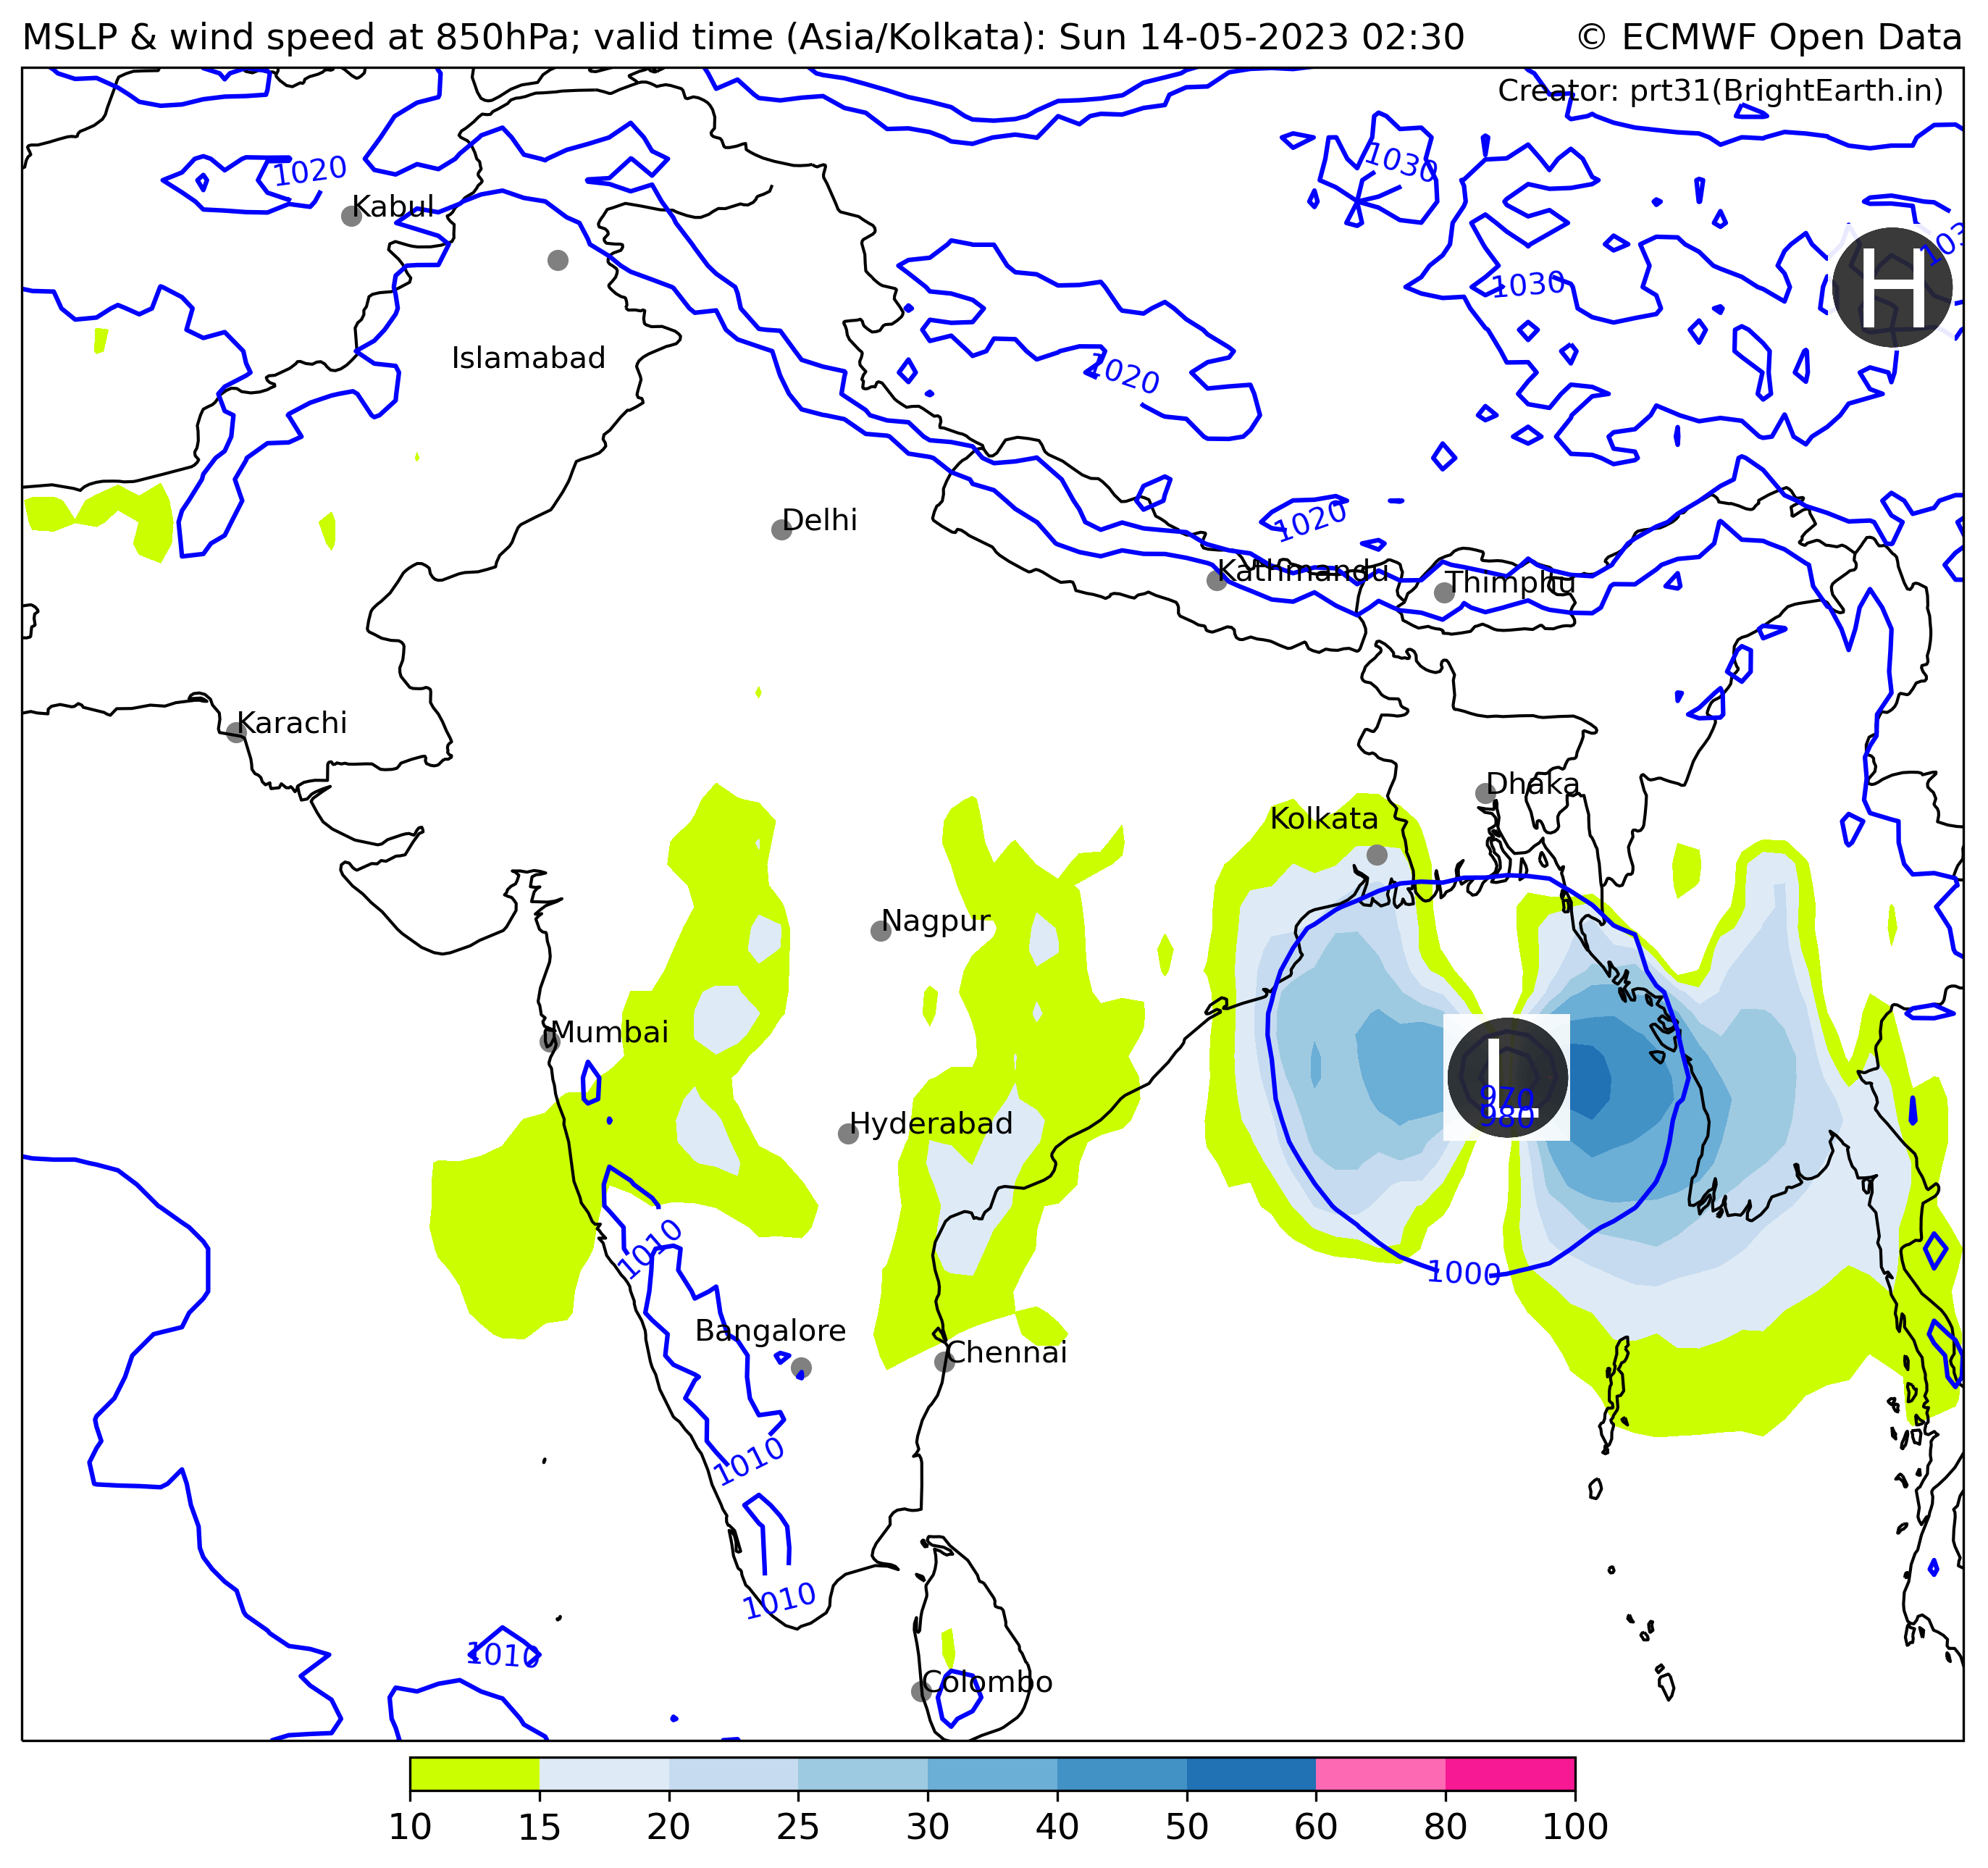 MSLP & wind speed at 850hPa; valid time (Asia/Kolkata): Sun 14-05-2023 02:30 © ECMWF Open Data
Creator: prt31(BrightEarth.in)
1030
1020
Kabul
103
H
1030
Islamabad
1020
Delhi
1020
Kathmandu
Thimphu
Karachi
Dhaka
Kolkata
Nagpur
Mumbai
L
970
980
Hyderabad
1010
1000
Bangalore
Chennai
1010
1010
1010
Colombo
10 15 20 25 30 40 50 60 80 100